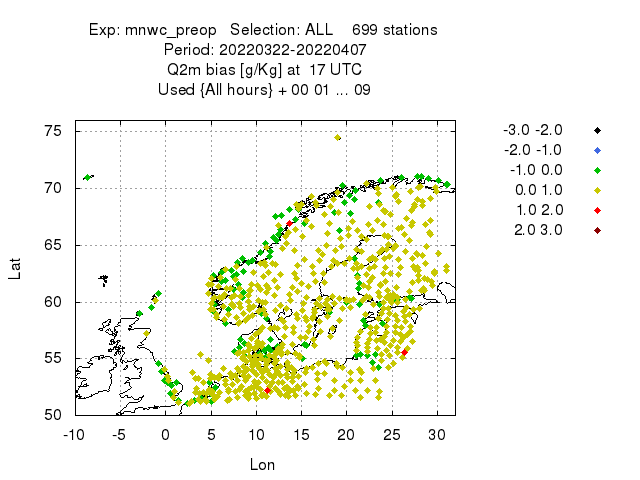 Exp: mnwc_preop Selection: ALL 699 stations
Period: 20220322-20220407
Q2m bias [g/Kg] at 17 UTC
Used {All hours} + 00 01 ... 09
-3.0 -2.0
-2.0 -1.0
-1.0 0.0
0.0 1.0
1.0 2.0
2.0 3.0
75
70
65
60
55
50
Lat
-10 -5 0 5 10 15 20 25 30
Lon